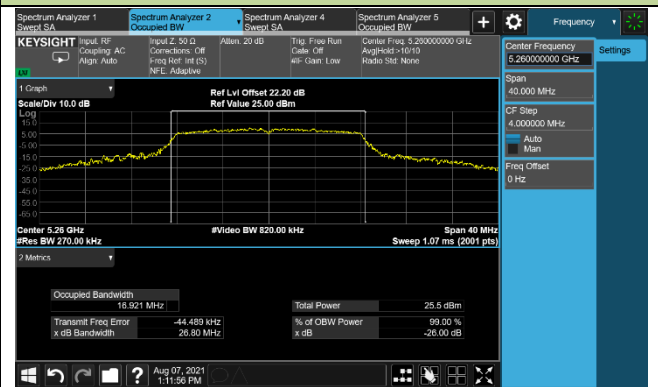 Spectrum Analyzer 1
Swept SA
Spectrum Analyzer 2
Occupied BW
Spectrum Analyzer 4
Swept SA
Spectrum Analyzer 5
Occupied BW
+
Frequency
KEYSIGHT
Input: RF
Coupling: AC
Align: Auto
Input Z: 50 Ω
Corrections: Off
Freq Ref: Int (S)
NFE: Adaptive
Atten: 20 dB
Trig: Free Run
Gate: Off
#IF Gain: Low
Center Freq: 5.260000000 GHz
Avg|Hold:>10/10
Radio Std: None
Center Frequency
5.260000000 GHz
Settings
Span
40.000 MHz
CF Step
4.000000 MHz
Auto
Man
Freq Offset
0 Hz
1 Graph
Scale/Div 10.0 dB
Ref Lvl Offset 22.20 dB
Ref Value 25.00 dBm
Log
15.0
5.00
-5.00
-15.0
-25.0
-35.0
-45.0
-55.0
-65.0
Center 5.26 GHz
#Video BW 820.00 kHz
Span 40 MHz
#Res BW 270.00 kHz
Sweep 1.07 ms (2001 pts)
2 Metrics
Occupied Bandwidth
16.921 MHz
Total Power 25.5 dBm
Transmit Freq Error -44.489 kHz
% of OBW Power 99.00 %
x dB Bandwidth 26.80 MHz
x dB -26.00 dB
?
Aug 07, 2021
1:11:56 PM